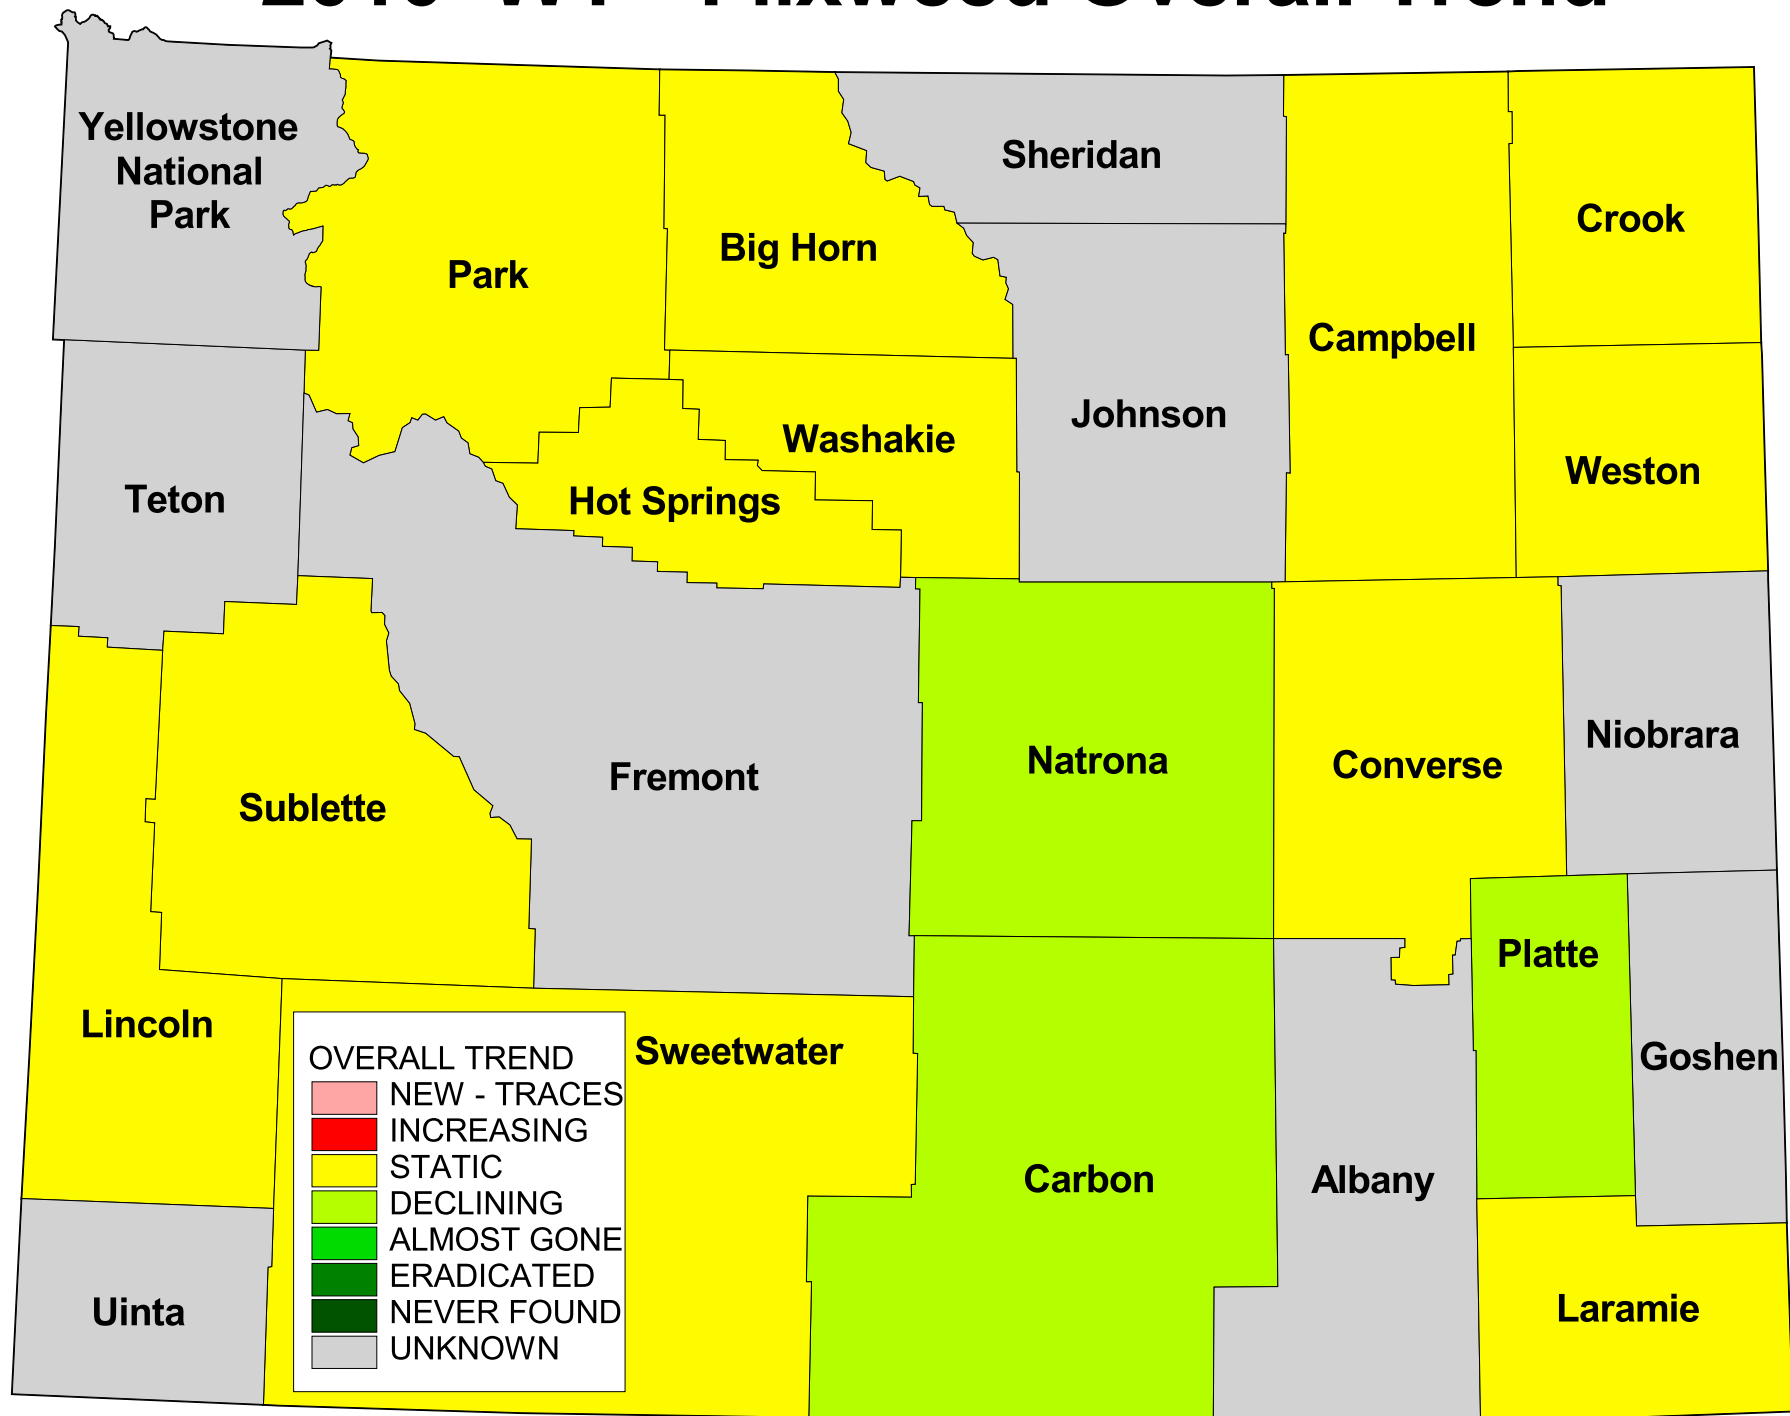 Overall Trend
Yellowstone
National
Park
Sheridan
Crook
Big Horn
Park
Campbell
Johnson
Washakie
Weston
Teton
Hot Springs
Niobrara
Natrona
Converse
Fremont
Sublette
Platte
Lincoln
Sweetwater
Goshen
OVERALL TREND
NEW - TRACES
INCREASING
STATIC
DECLINING
ALMOST GONE
ERADICATED
NEVER FOUND
UNKNOWN
Carbon
Albany
Uinta
Laramie